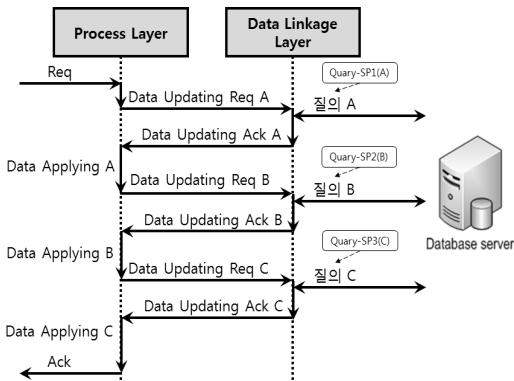 Process Layer
Data Linkage
Layer
Req
Quary-SP1(A)
Data Updating Req A
질의 A
Data Updating Ack A
Data Applying A
Quary-SP2(B)
Data Updating Req B
질의 B
Data Updating Ack B
Database server
Quary-SP3(C)
Data Applying B
Data Updating Req C
질의 C
Data Updating Ack C
Data Applying C
Ack